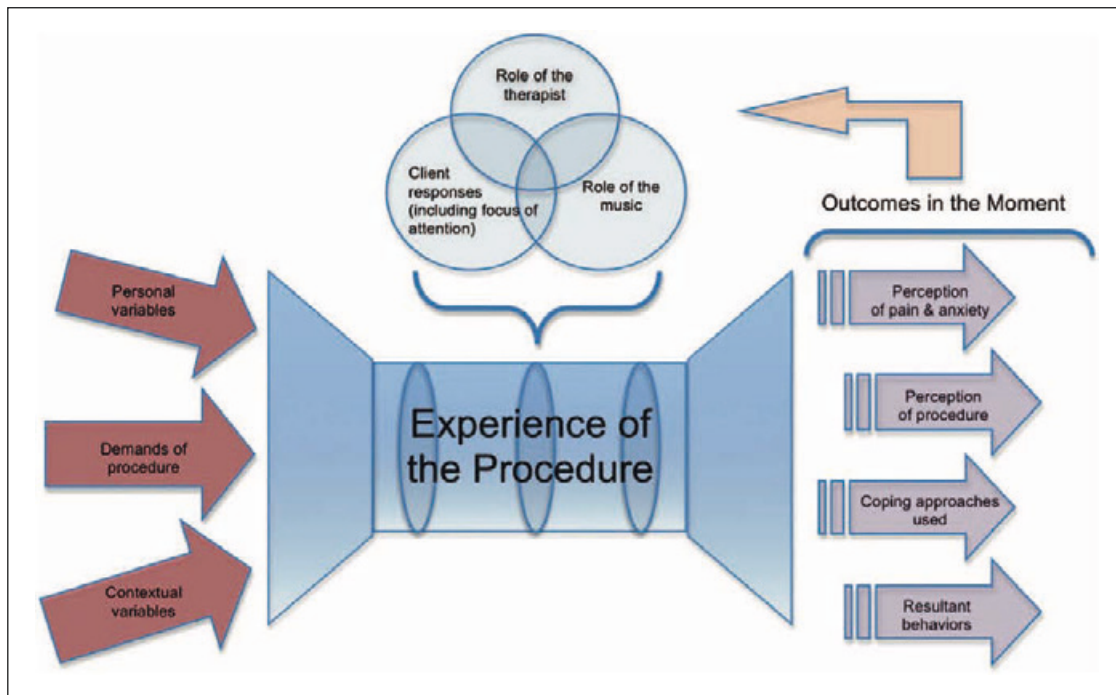 Role of the
therapist
Client
responses
(including focus of
attention)
Role of the
music
Outcomes in the Moment
Personal
variables
Demands of
procedure
Contextual
variables
Experience of
the Procedure
Perception
of pain & anxiety
Perception
of procedure
Coping approaches
used
Resultant
behaviors